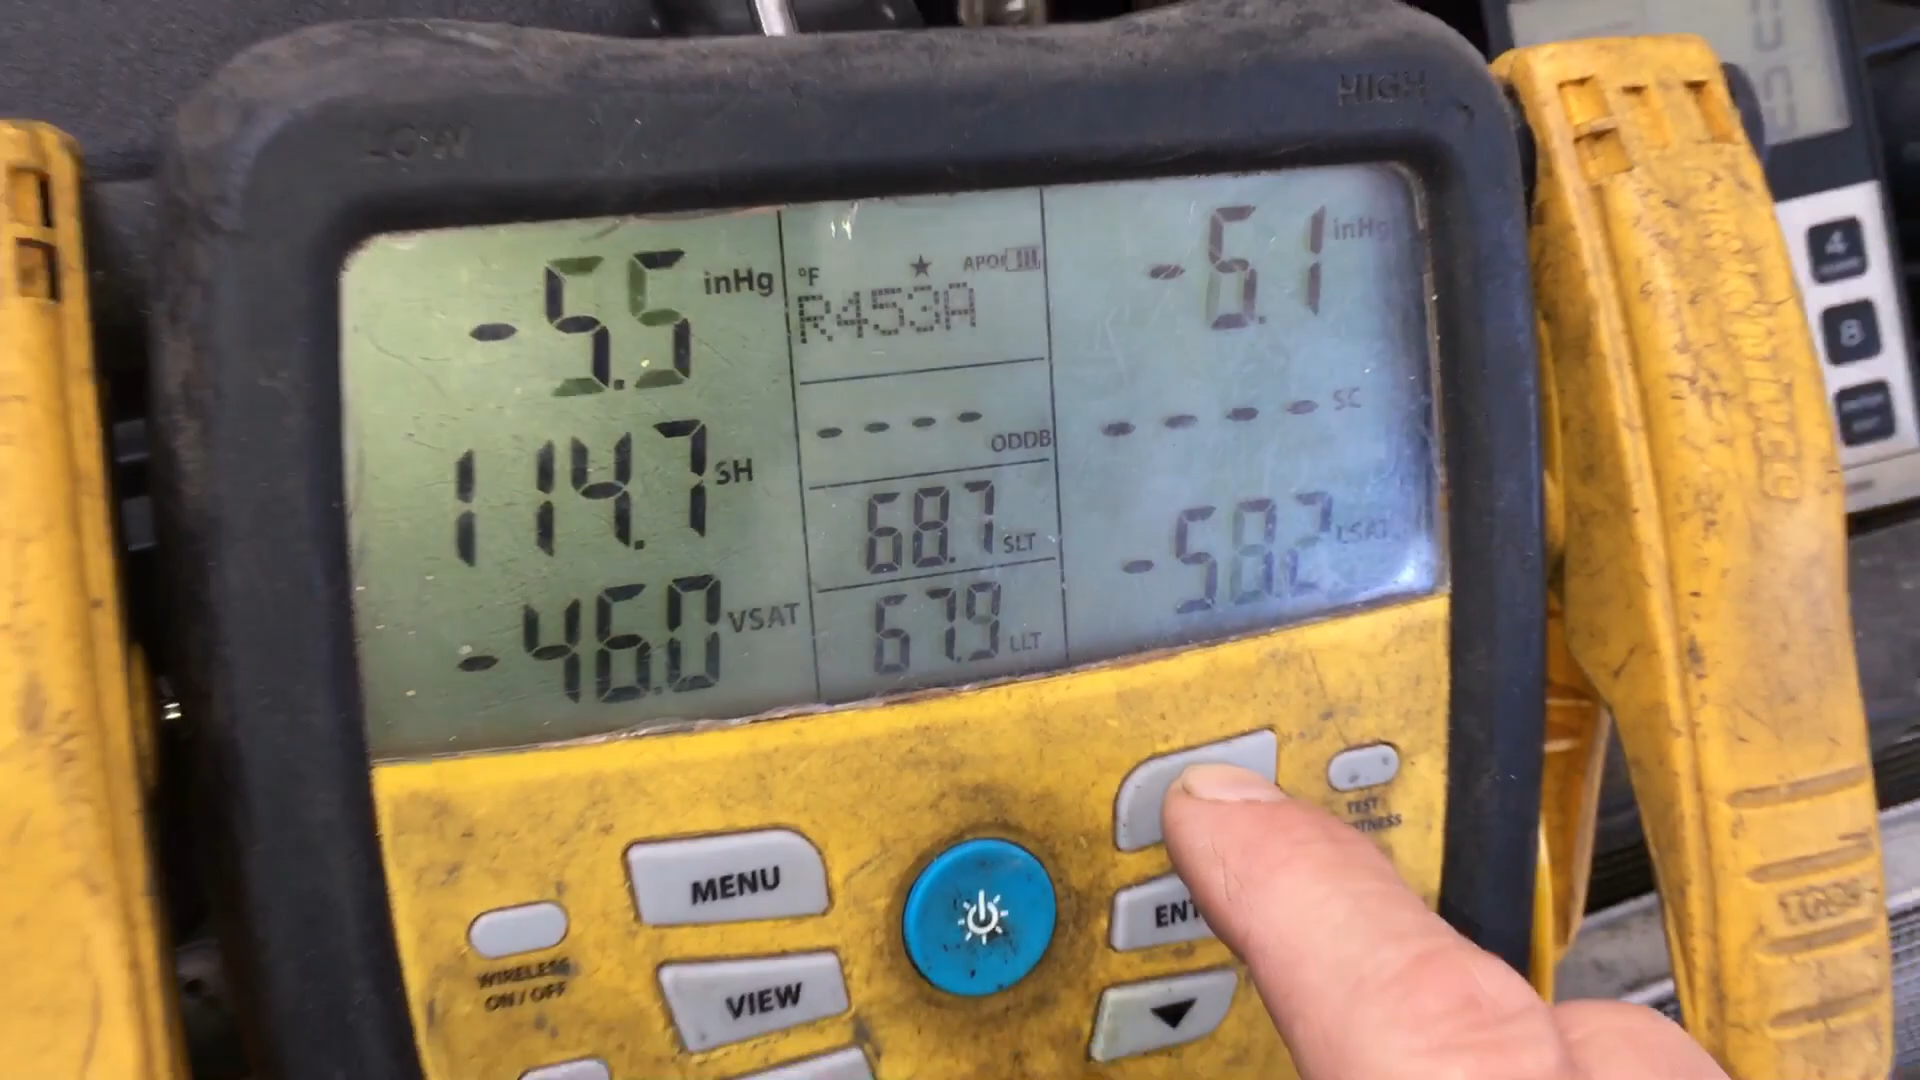 LOW
HIGH
-5.5 inHg
°F
APO
R453A
-6.1 inHg
114.7 SH
---- ODDB
---- SC
68.7 SLT
-46.0 VSAT
67.9 LLT
-58.2 LSAT
4
8
MENU
TEST
WIRELESS
ON / OFF
VIEW